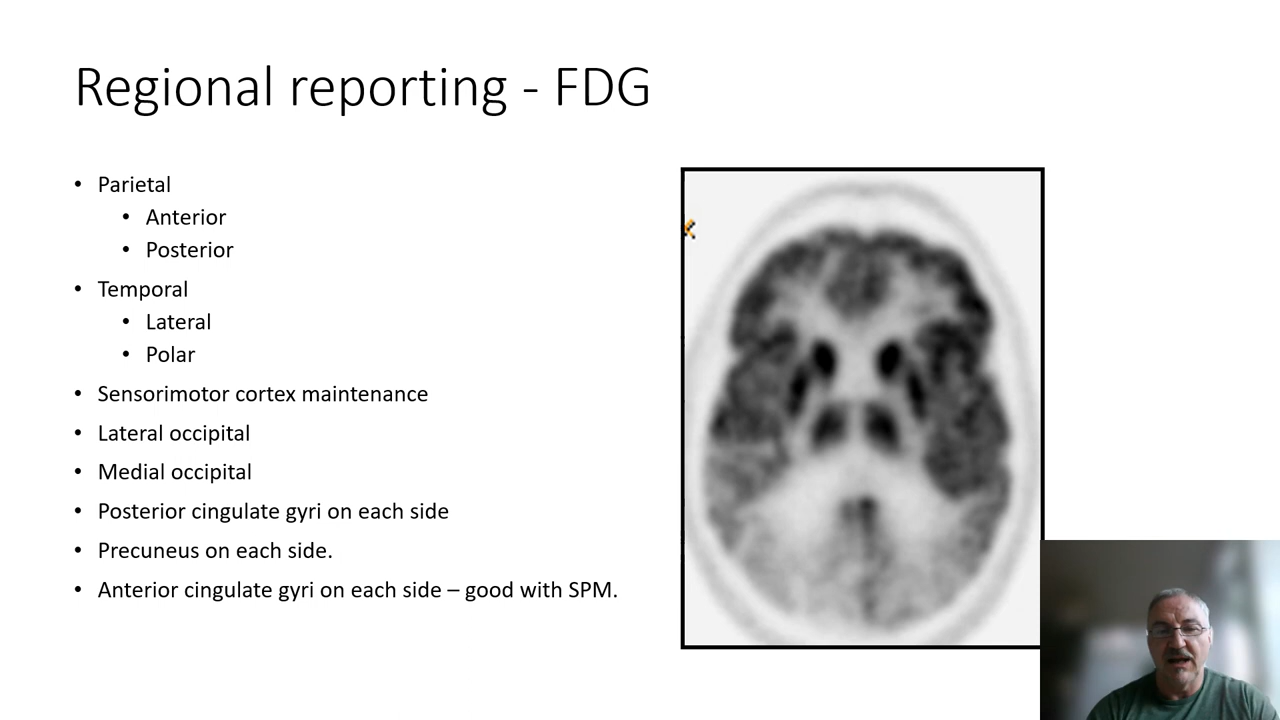 Regional reporting - FDG
• Parietal
• Anterior
• Posterior
• Temporal
• Lateral
• Polar
• Sensorimotor cortex maintenance
• Lateral occipital
• Medial occipital
• Posterior cingulate gyri on each side
• Precuneus on each side.
• Anterior cingulate gyri on each side – good with SPM.